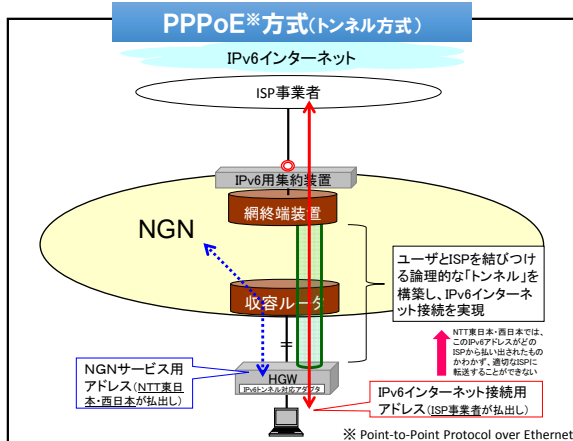 PPPoE※方式(トンネル方式)
IPv6インターネット
ISP事業者
IPv6用集約装置
網終端装置
NGN
収容ルータ
ユーザとISPを結びつけ
る論理的な「トンネル」を
構築し、IPv6インターネ
ット接続を実現
NTT東日本・西日本では、
このIPv6アドレスがどの
ISPから払い出されたもの
かわからず、適切なISPに
転送することができない
NGNサービス用
アドレス(NTT東日
本・西日本が払出し)
HGW
IPv6トンネル対応アダプタ
IPv6インターネット接続用
アドレス(ISP事業者が払出し)
※ Point-to-Point Protocol over Ethernet